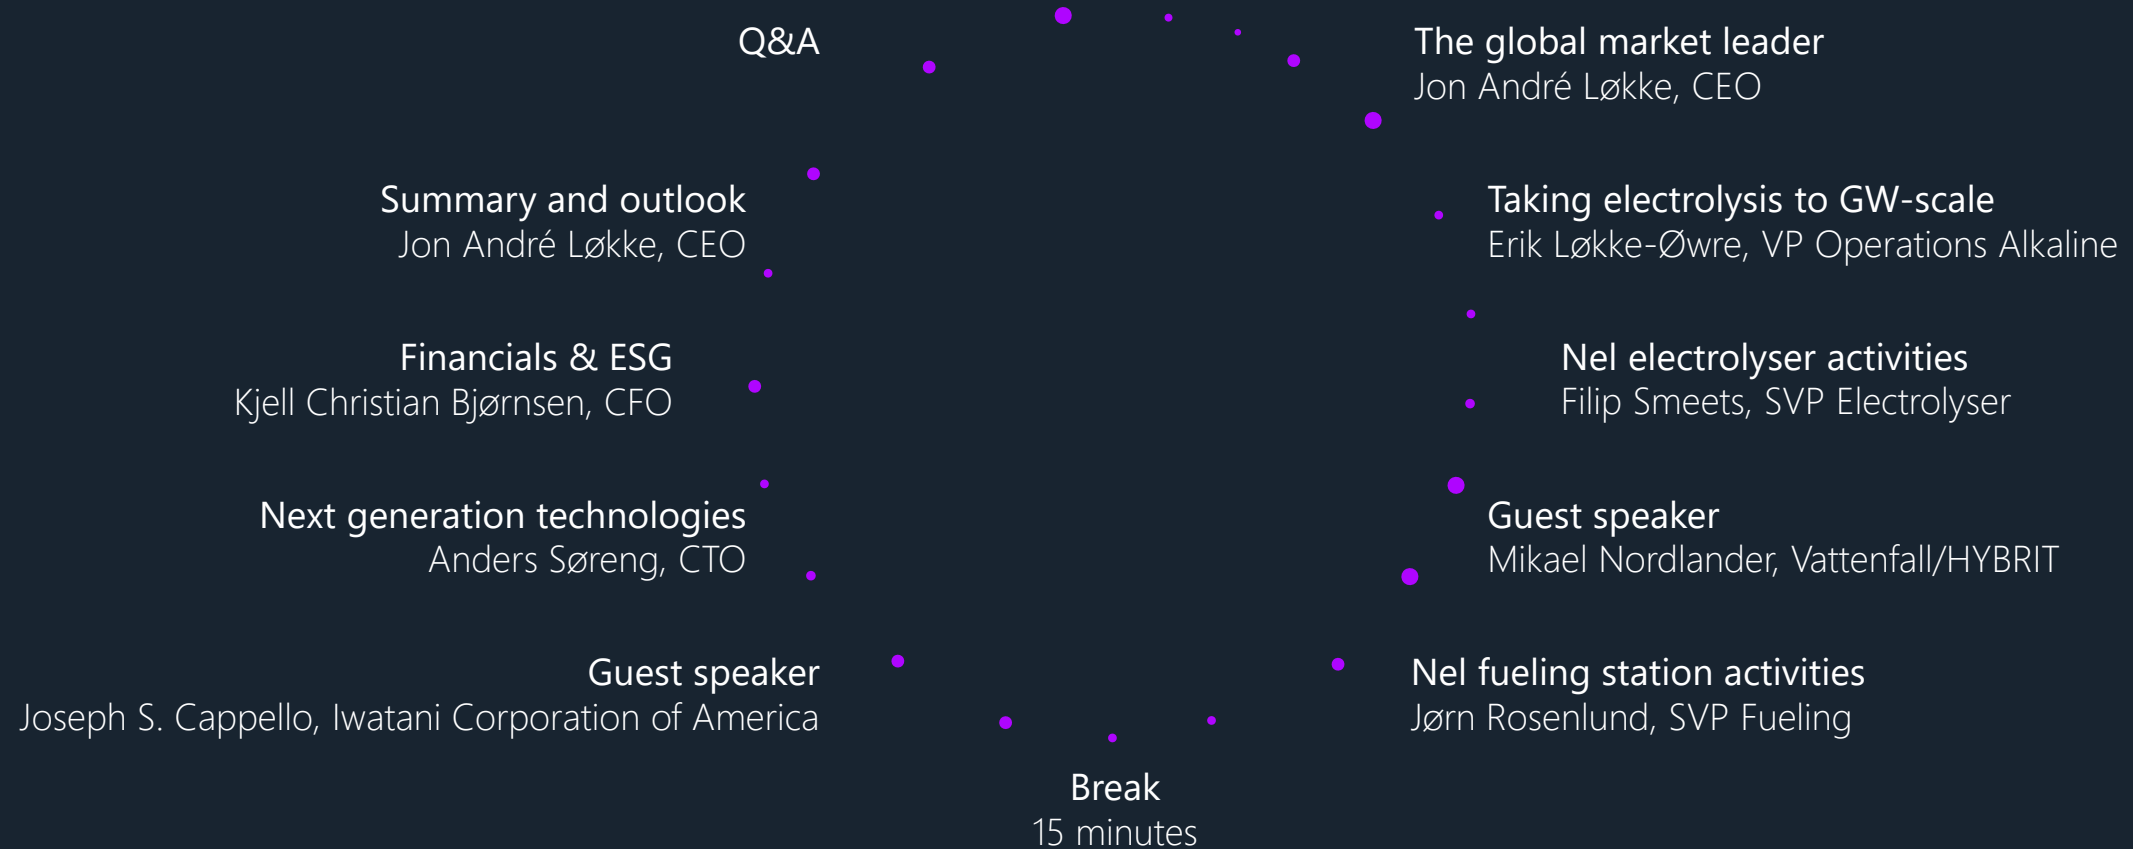 The global market leader
Jon André Løkke, CEO
Taking electrolysis to GW-scale
Erik Løkke-Øwre, VP Operations Alkaline
Nel electrolyser activities
Filip Smeets, SVP Electrolyser
Guest speaker
Mikael Nordlander, Vattenfall/HYBRIT
Nel fueling station activities
Jørn Rosenlund, SVP Fueling
Break
15 minutes
Guest speaker
Joseph S. Cappello, Iwatani Corporation of America
Next generation technologies
Anders Søreng, CTO
Financials & ESG
Kjell Christian Bjørnsen, CFO
Summary and outlook
Jon André Løkke, CEO
Q&A